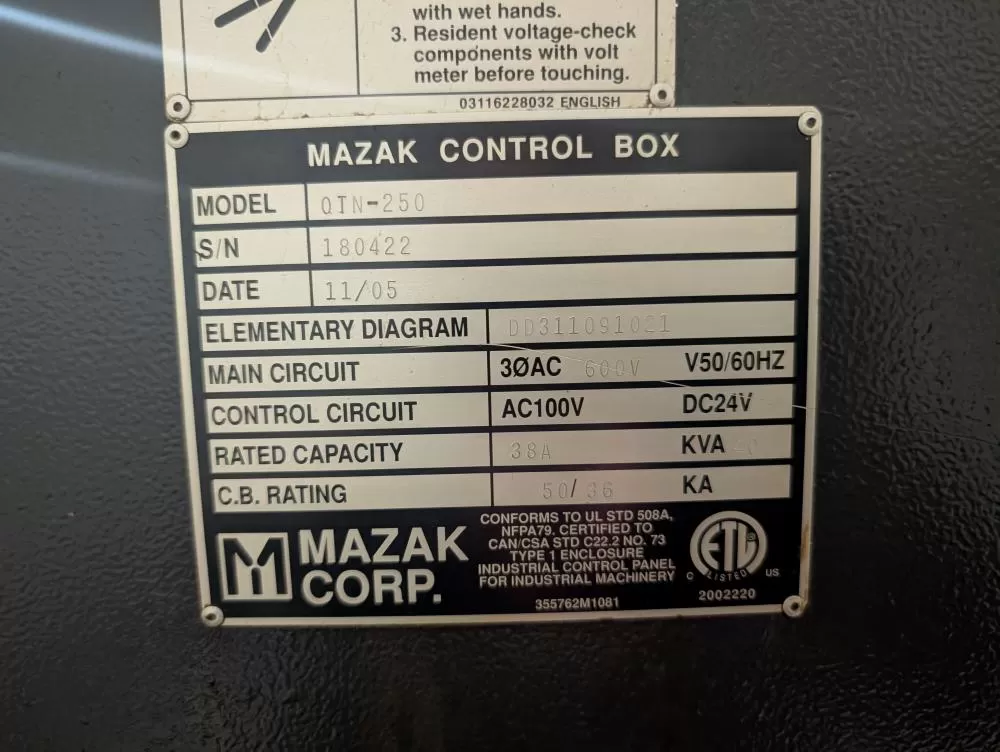 with wet hands.
3. Resident voltage-check
components with volt
meter before touching.
03116228032 ENGLISH
MAZAK CONTROL BOX
MODEL QTN-250
S/N 180422
DATE 11/05
ELEMENTARY DIAGRAM DD311091021
MAIN CIRCUIT 3ØAC 600V V50/60HZ
CONTROL CIRCUIT AC100V DC24V
RATED CAPACITY 38A KVA
C.B. RATING 50/36 KA
MAZAK
CORP.
CONFORMS TO UL STD 508A,
NFPA79. CERTIFIED TO
CAN/CSA STD C22.2 NO. 73
TYPE 1 ENCLOSURE
INDUSTRIAL CONTROL PANEL
FOR INDUSTRIAL MACHINERY
355762M1081
ETL ®
C LISTED US
2002220